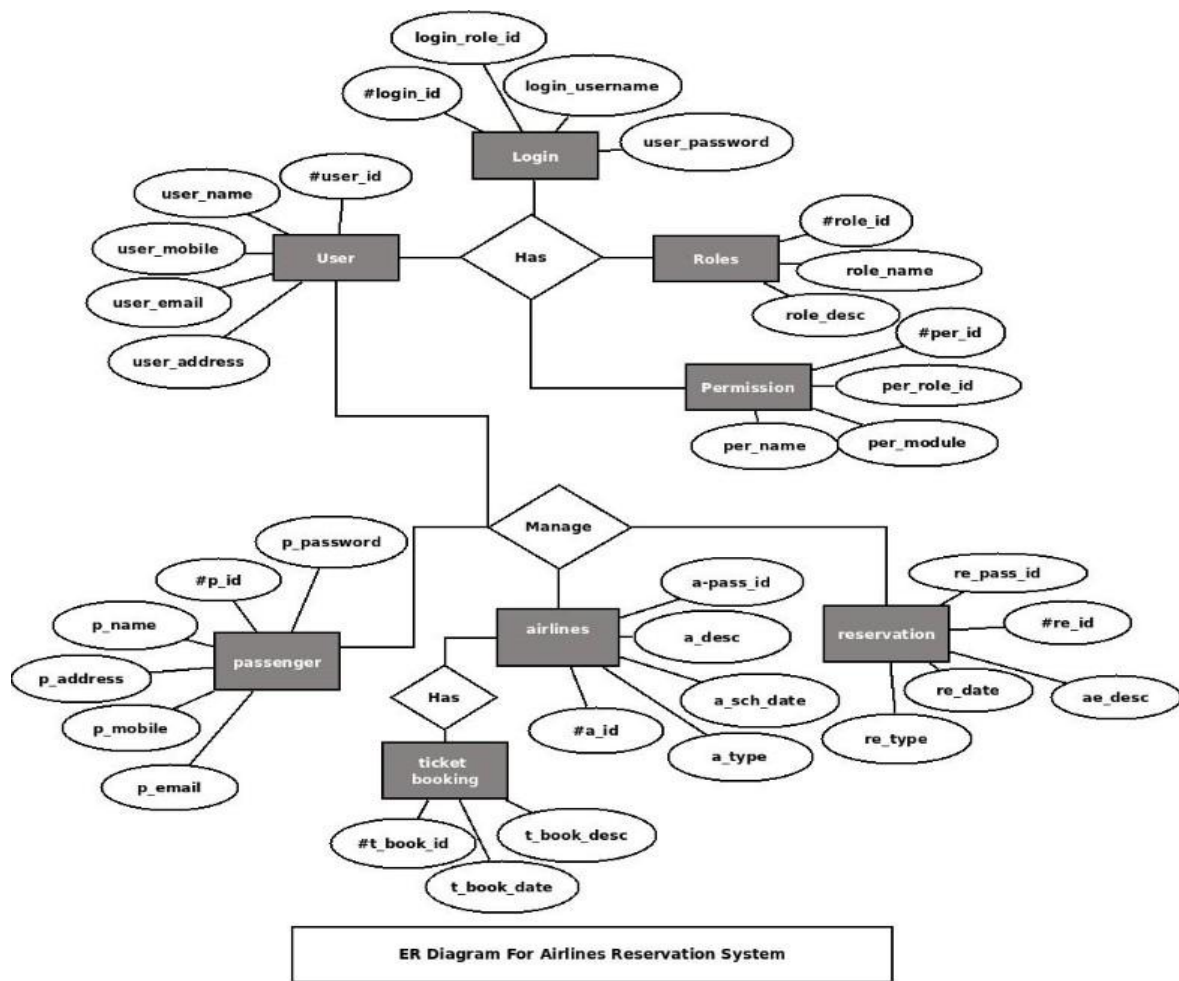 login_role_id
login_username
#login_id
user_password
Login
#user_id
user_name
#role_id
user_mobile
User
Has
Roles
role_name
user_email
role_desc
#per_id
user_address
Permission
per_role_id
per_name
per_module
Manage
p_password
#p_id
a-pass_id
re_pass_id
p_name
airlines
a_desc
reservation
#re_id
passenger
p_address
Has
a_sch_date
re_date
ae_desc
p_mobile
#a_id
re_type
a_type
ticket
booking
p_email
t_book_desc
#t_book_id
t_book_date
ER Diagram For Airlines Reservation System